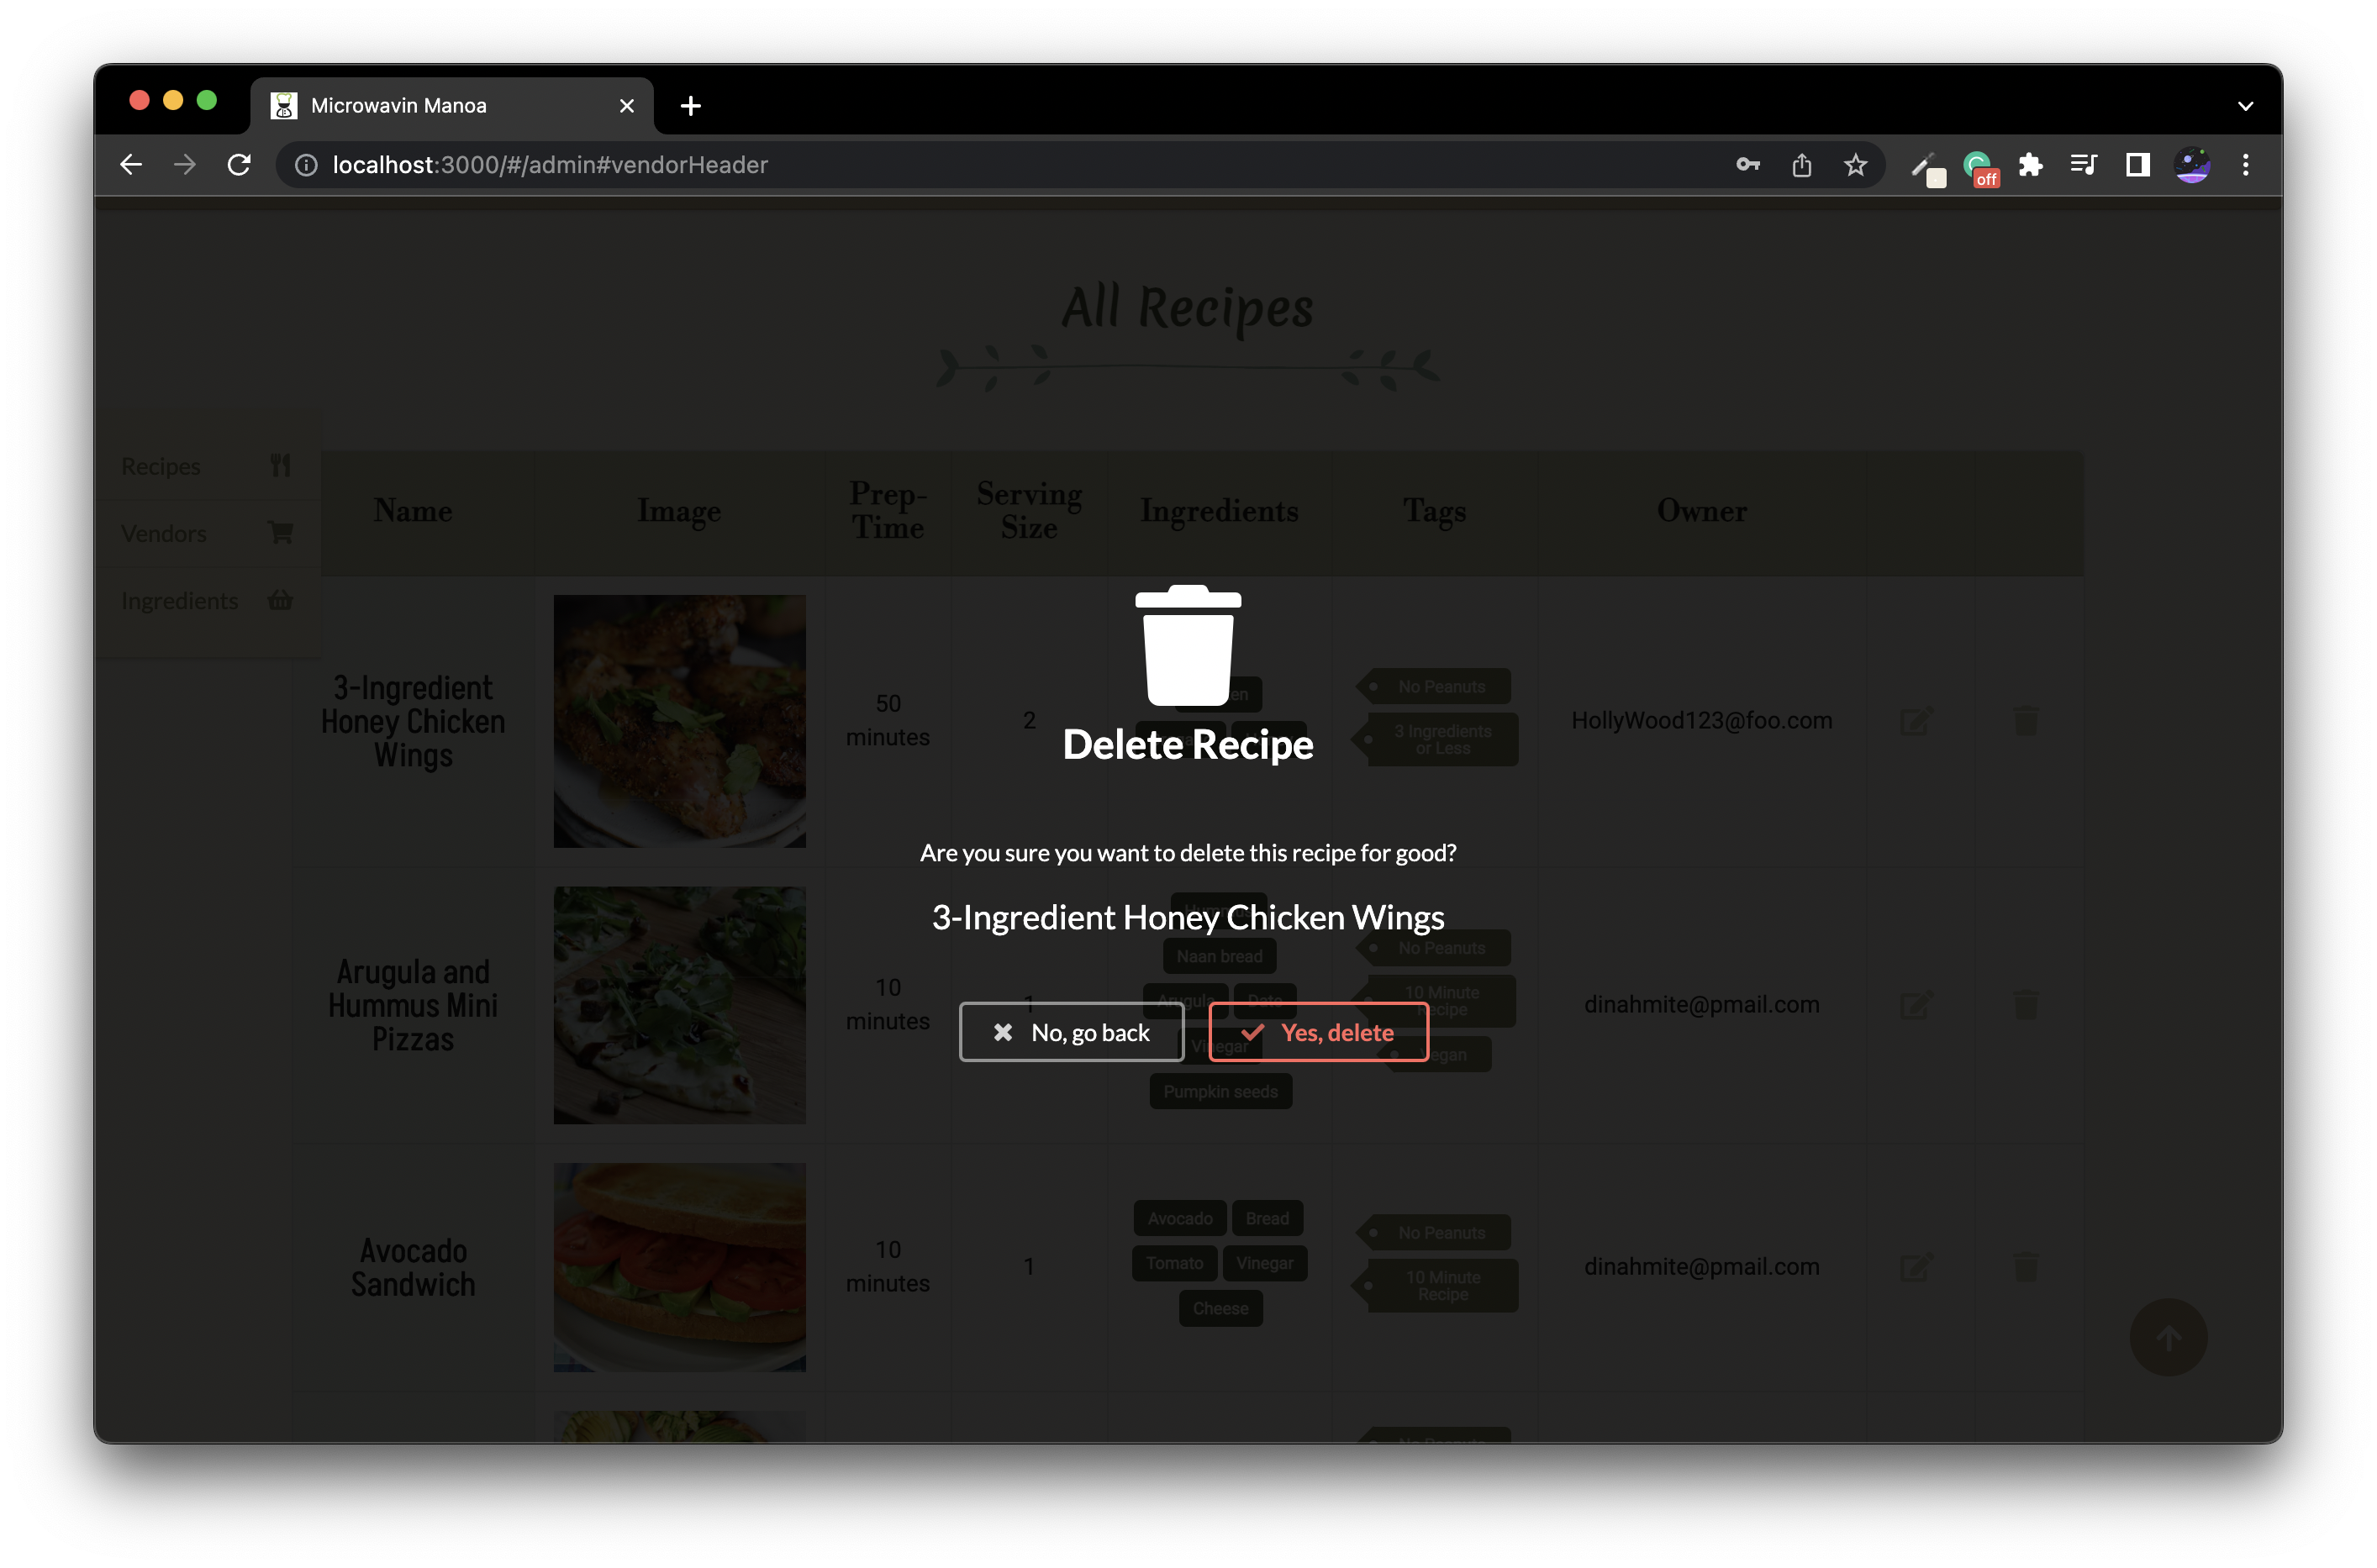 Microwavin Manoa
localhost:3000/#/admin#vendorHeader
off
All Recipes
Recipes
Vendors
Ingredients
Name
Image
Prep-
Time
Serving
Size
Ingredients
Tags
Owner
3-Ingredient
Honey Chicken
Wings
50
minutes
2
No Peanuts
3 Ingredients
or Less
HollyWood123@foo.com
Delete Recipe
Are you sure you want to delete this recipe for good?
3-Ingredient Honey Chicken Wings
No, go back
Yes, delete
Arugula and
Hummus Mini
Pizzas
10
minutes
1
Hummus
Naan bread
Arugula
Date
Vinegar
Pumpkin seeds
No Peanuts
10 Minute
Recipe
Vegan
dinahmite@pmail.com
Avocado
Sandwich
10
minutes
1
Avocado
Bread
Tomato
Vinegar
Cheese
No Peanuts
10 Minute
Recipe
dinahmite@pmail.com
No Peanuts